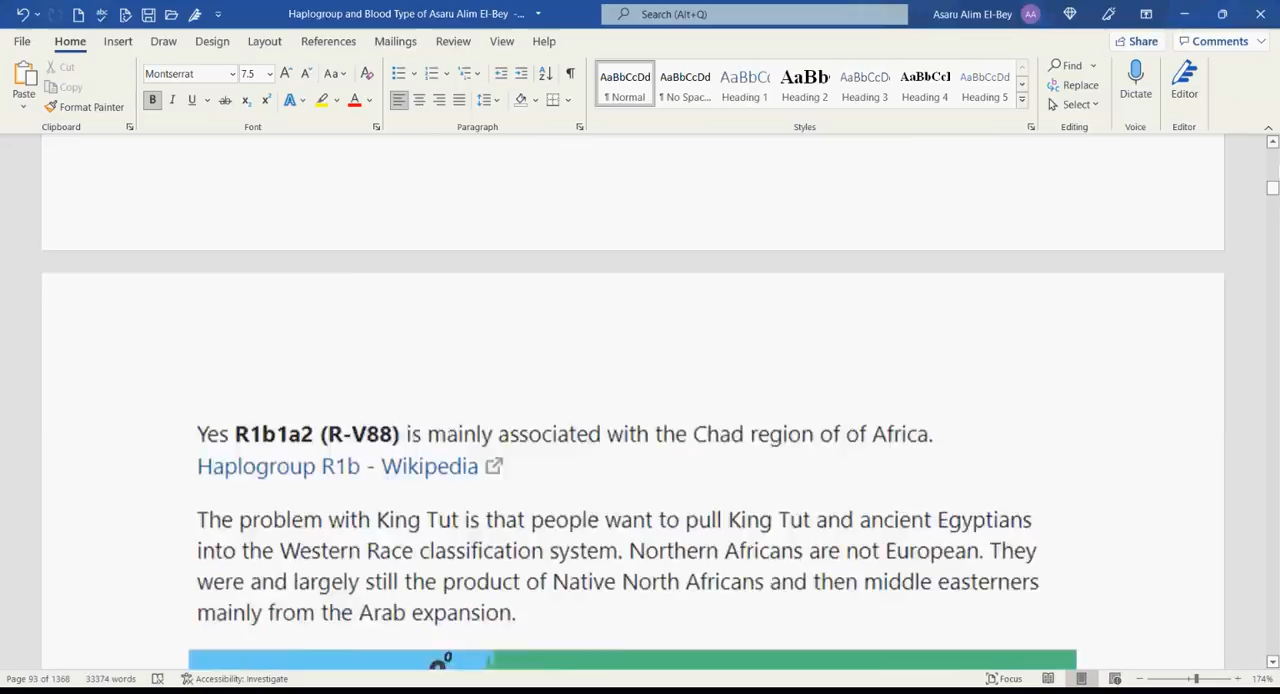 Haplogroup and Blood Type of Asaru Alim El-Bey -...
Search (Alt+Q)
Asaru Alim El-Bey
AA
File
Home
Insert
Draw
Design
Layout
References
Mailings
Review
View
Help
Share
Comments
Paste
Cut
Copy
Format Painter
Clipboard
Montserrat
7.5
Font
Paragraph
AaBbCcDd
¶ Normal
AaBbCcDd
¶ No Spac...
AaBbCc
Heading 1
AaBb
Heading 2
AaBbCcDd
Heading 3
AaBbCcI
Heading 4
AaBbCcDd
Heading 5
Styles
Find
Replace
Select
Editing
Dictate
Voice
Editor
Editor
Yes R1b1a2 (R-V88) is mainly associated with the Chad region of of Africa.
Haplogroup R1b - Wikipedia
The problem with King Tut is that people want to pull King Tut and ancient Egyptians
into the Western Race classification system. Northern Africans are not European. They
were and largely still the product of Native North Africans and then middle easterners
mainly from the Arab expansion.
Page 93 of 1368
33374 words
Accessibility: Investigate
Focus
174%